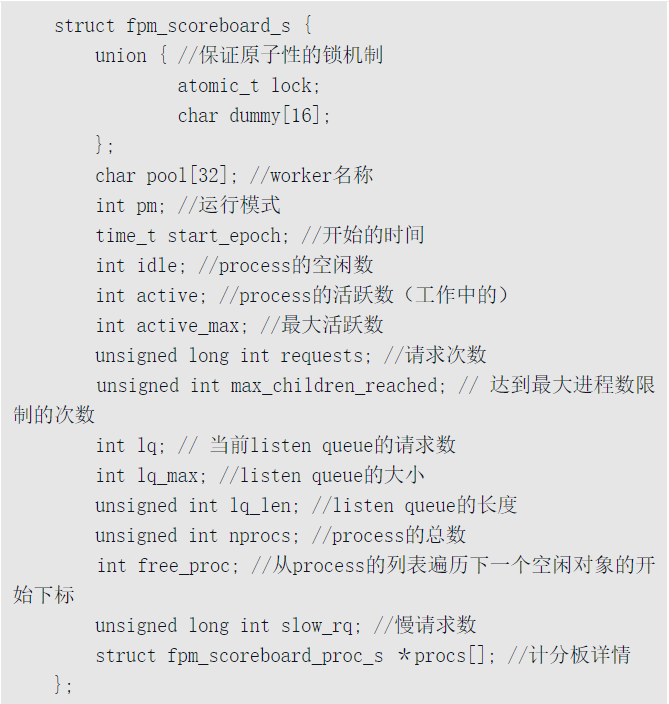 struct fpm_scoreboard_s {
union { //保证原子性的锁机制
atomic_t lock;
char dummy[16];
};
char pool[32]; //worker名称
int pm; //运行模式
time_t start_epoch; //开始的时间
int idle; //process的空闲数
int active; //process的活跃数（工作中的）
int active_max; //最大活跃数
unsigned long int requests; //请求次数
unsigned int max_children_reached; // 达到最大进程数限
制的次数
int lq; // 当前listen queue的请求数
int lq_max; //listen queue的大小
unsigned int lq_len; //listen queue的长度
unsigned int nprocs; //process的总数
int free_proc; //从process的列表遍历下一个空闲对象的开
始下标
unsigned long int slow_rq; //慢请求数
struct fpm_scoreboard_proc_s ＊procs[]; //计分板详情
};